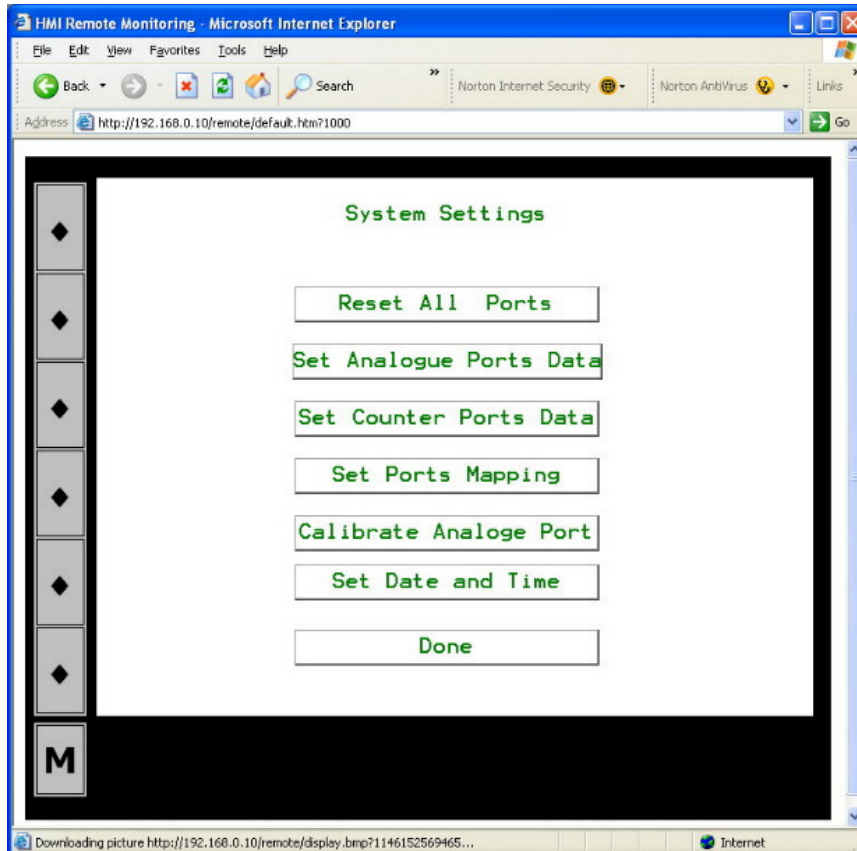 HMI Remote Monitoring - Microsoft Internet Explorer
File Edit View Favorites Tools Help
Back Search » Norton Internet Security Norton AntiVirus Links »
Address http://192.168.0.10/remote/default.htm?1000 Go
System Settings
Reset All Ports
Set Analogue Ports Data
Set Counter Ports Data
Set Ports Mapping
Calibrate Analoge Port
Set Date and Time
Done
M
Downloading picture http://192.168.0.10/remote/display.bmp?1146152569465... Internet